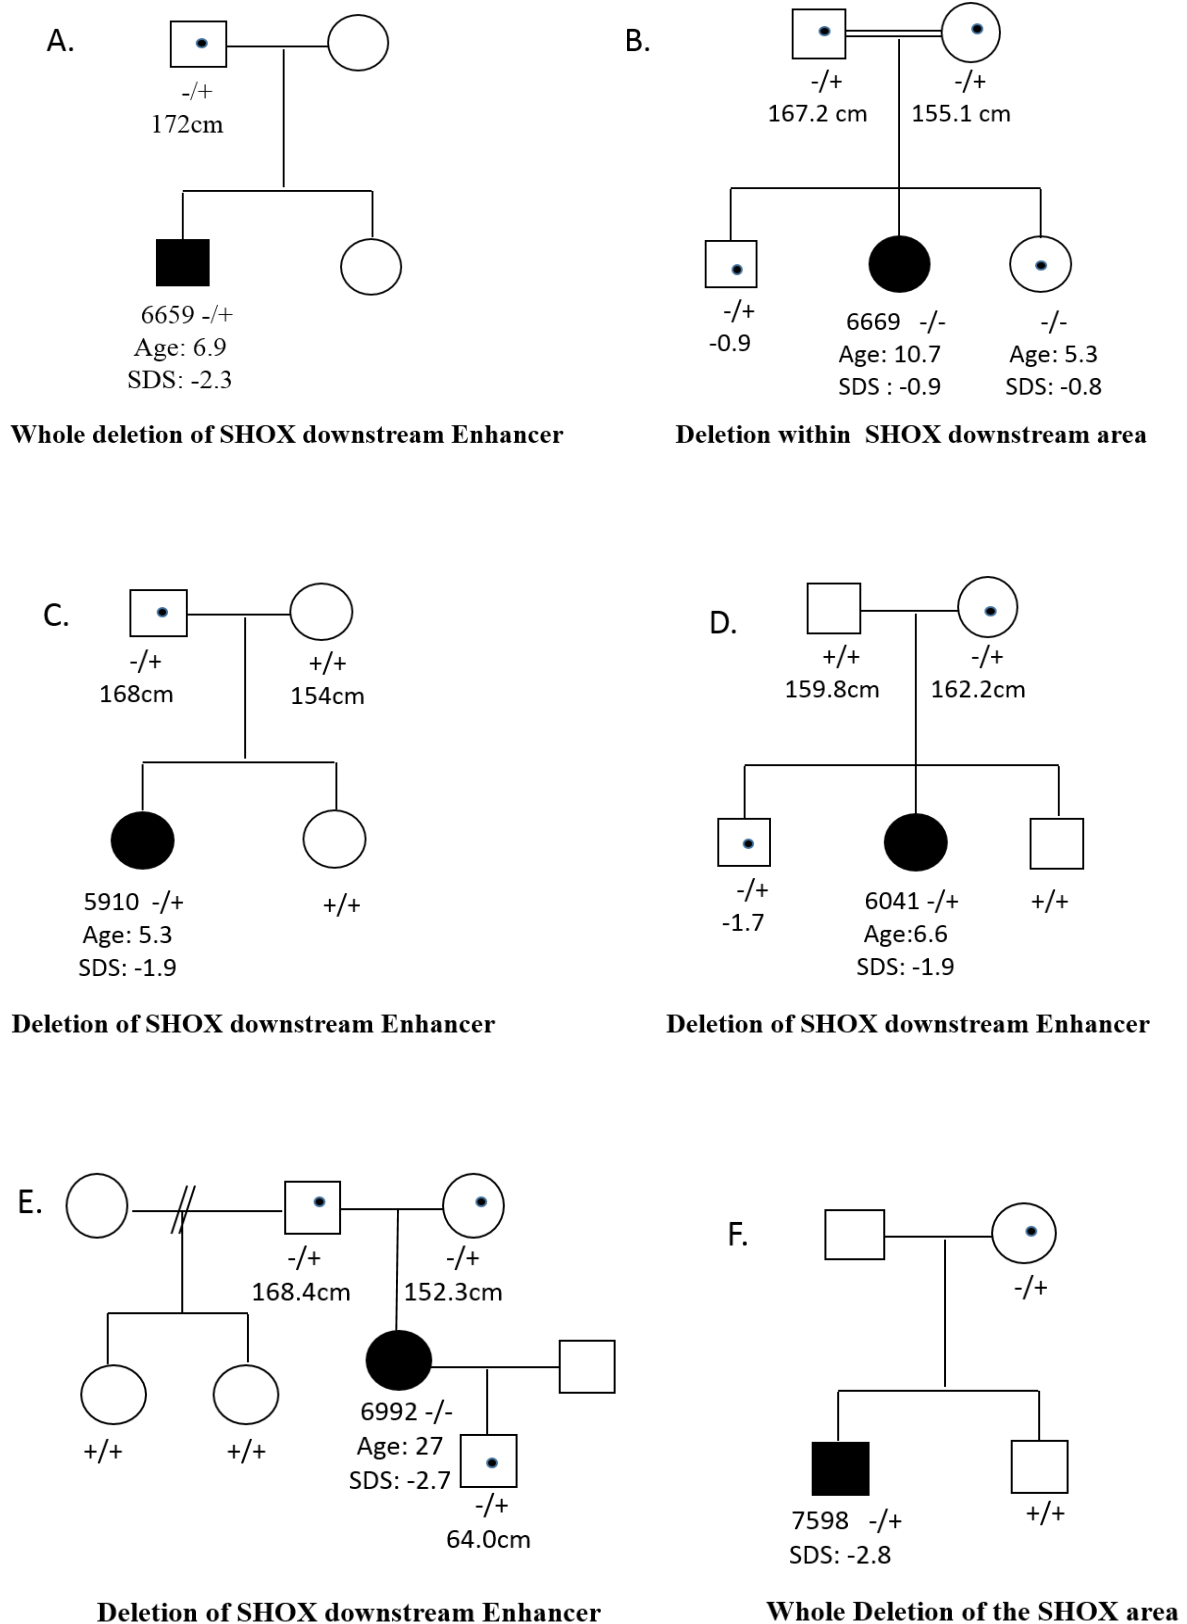 A.
-/+
172cm
6659 -/+
Age: 6.9
SDS: -2.3
Whole deletion of SHOX downstream Enhancer
B.
-/+ -/+
167.2 cm 155.1 cm
-/+
-0.9
6669 -/-
Age: 10.7
SDS : -0.9
-/-
Age: 5.3
SDS: -0.8
Deletion within SHOX downstream area
C.
-/+ +/+
168cm 154cm
5910 -/+
Age: 5.3
SDS: -1.9
+/+
Deletion of SHOX downstream Enhancer
D.
+/+ -/+
159.8cm 162.2cm
-/+
-1.7
6041 -/+
Age:6.6
SDS: -1.9
+/+
Deletion of SHOX downstream Enhancer
E.
-/+ -/+
168.4cm 152.3cm
+/+ +/+
6992 -/-
Age: 27
SDS: -2.7
-/+
64.0cm
Deletion of SHOX downstream Enhancer
F.
-/+
7598 -/+
SDS: -2.8
+/+
Whole Deletion of the SHOX area